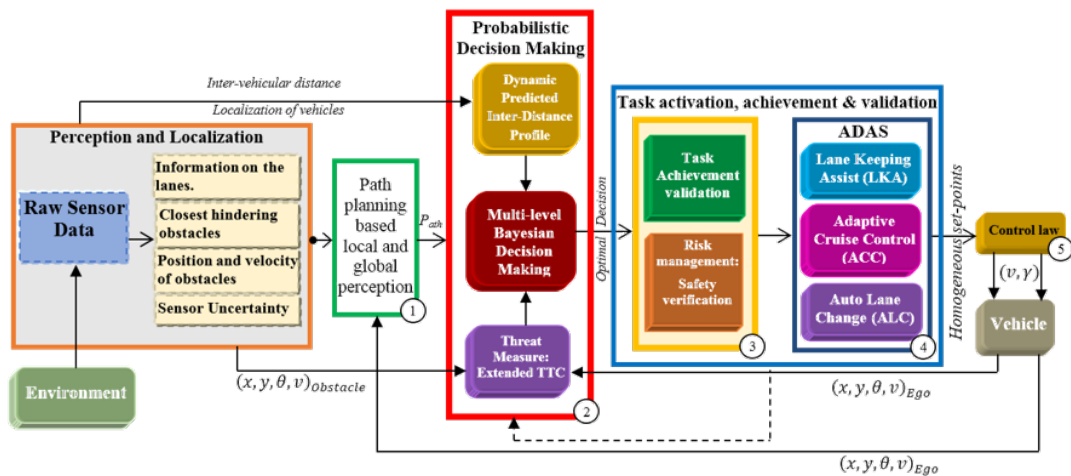 Inter-vehicular distance
Localization of vehicles
Perception and Localization
Raw Sensor
Data
Information on the
lanes.
Closest hindering
obstacles
Position and velocity
of obstacles
Sensor Uncertainty
Environment
(x, y, θ, v)Obstacle
Path
planning
based
local and
global
perception
1
Path
Probabilistic
Decision Making
Dynamic
Predicted
Inter-Distance
Profile
Multi-level
Bayesian
Decision
Making
Threat
Measure:
Extended TTC
2
Optimal Decision
Task activation, achievement & validation
Task
Achievement
validation
Risk
management:
Safety
verification
3
ADAS
Lane Keeping
Assist (LKA)
Adaptive
Cruise Control
(ACC)
Auto Lane
Change (ALC)
4
Homogeneous set-points
Control law
5
(v, γ)
Vehicle
(x, y, θ, v)Ego
(x, y, θ, v)Ego